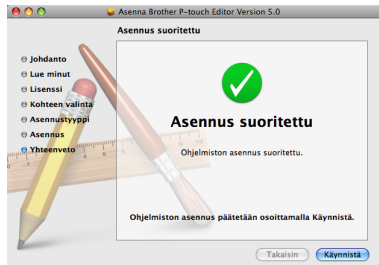 Asenna Brother P-touch Editor Version 5.0
Asennus suoritettu
Johdanto
Lue minut
Lisenssi
Kohteen valinta
Asennustyyppi
Asennus
Yhteenveto
Asennus suoritettu
Ohjelmiston asennus suoritettu.
Ohjelmiston asennus päätetään osoittamalla Käynnistä.
Takaisin
Käynnistä